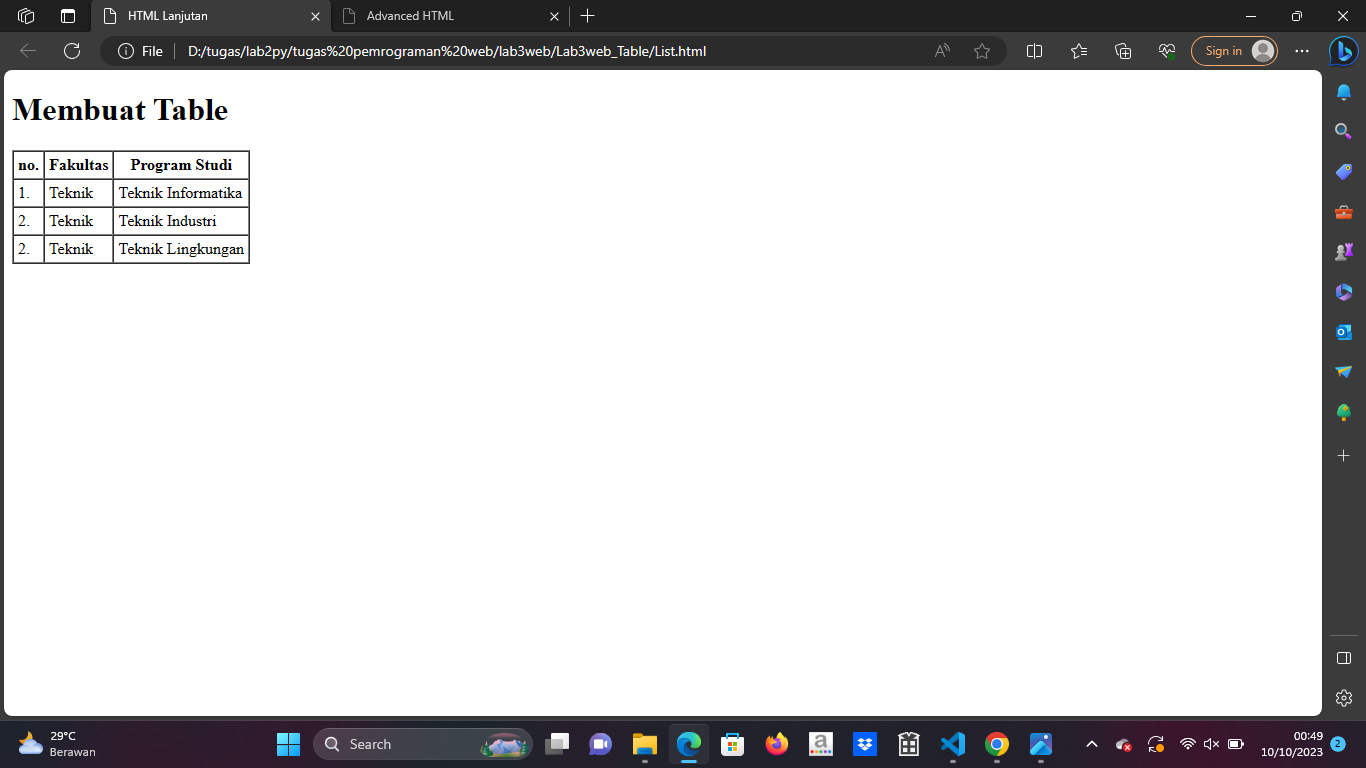 HTML Lanjutan
Advanced HTML
File
D:/tugas/lab2py/tugas%20pemrograman%20web/lab3web/Lab3web_Table/List.html
Sign in
Membuat Table
no. Fakultas Program Studi
1. Teknik Teknik Informatika
2. Teknik Teknik Industri
2. Teknik Teknik Lingkungan
29°C
Berawan
Search
a
00:49
10/10/2023
2